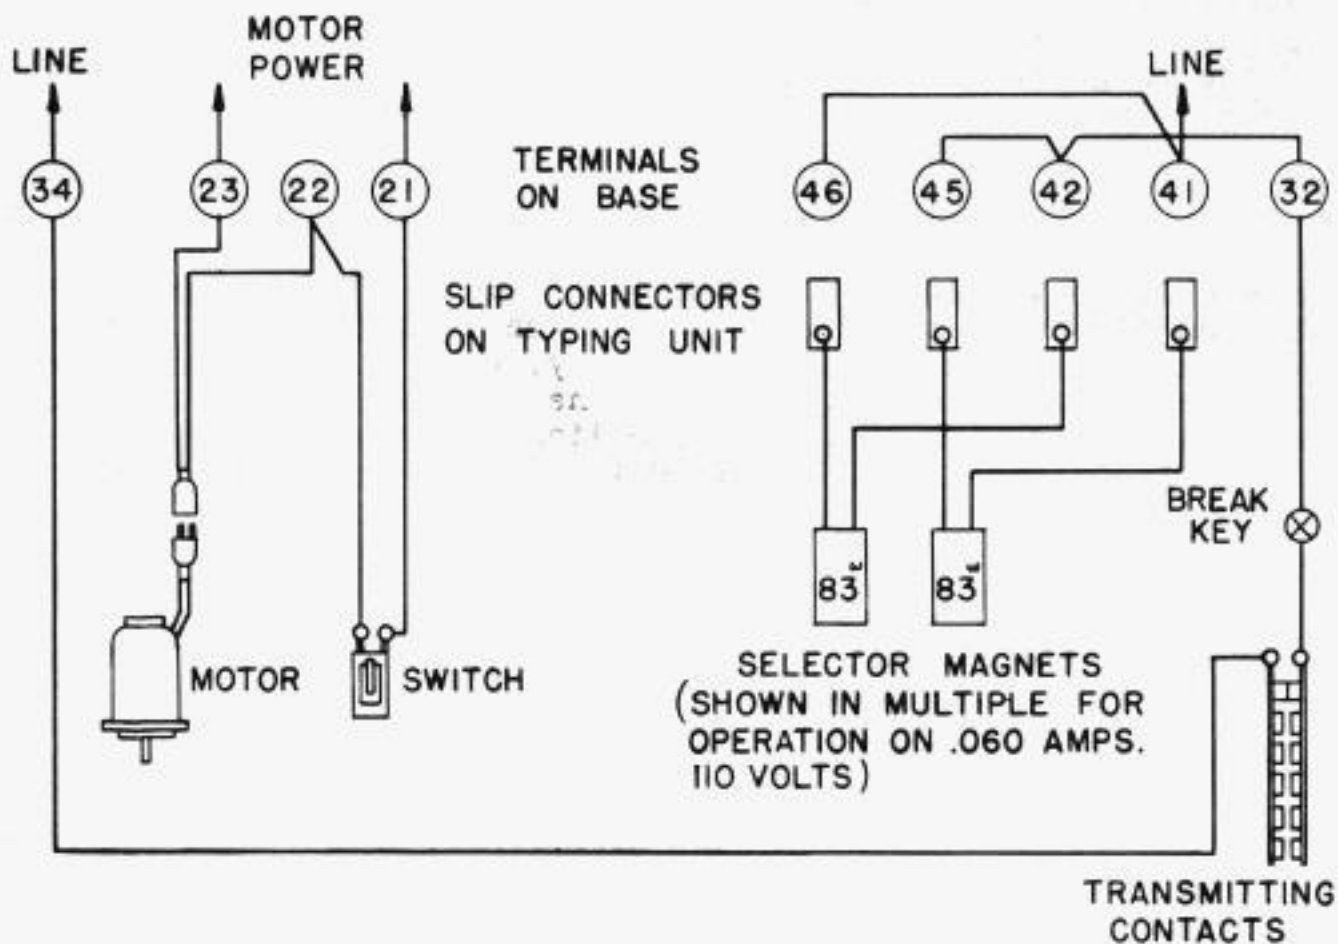 MOTOR
POWER
LINE
LINE
34
23
22
21
TERMINALS
ON BASE
46
45
42
41
32
SLIP CONNECTORS
ON TYPING UNIT
BREAK
KEY
83
83
MOTOR
SWITCH
SELECTOR MAGNETS
(SHOWN IN MULTIPLE FOR
OPERATION ON .060 AMPS.
110 VOLTS)
TRANSMITTING
CONTACTS